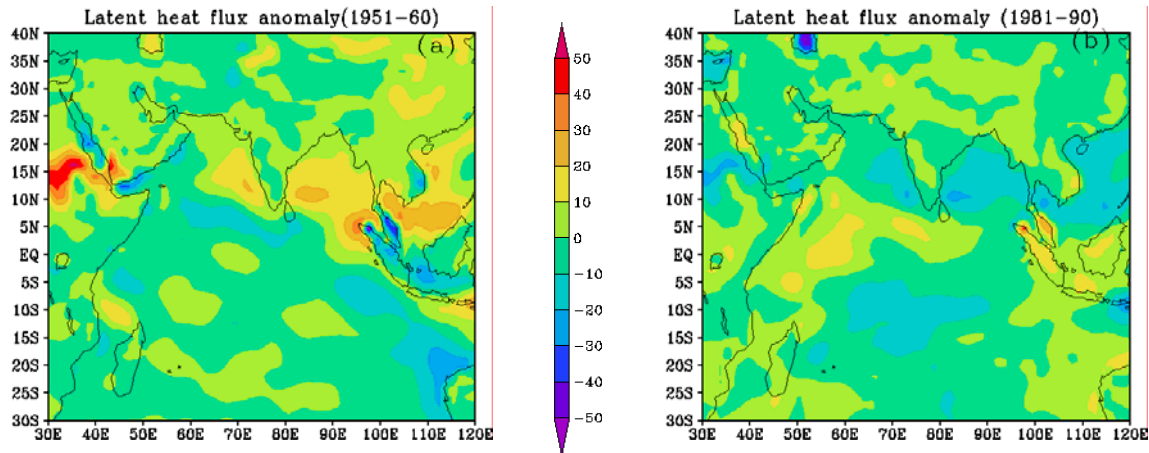 Latent heat flux anomaly(1951−60)
(a)
40N
35N
30N
25N
20N
15N
10N
5N
EQ
5S
10S
15S
20S
25S
30S
30E 40E 50E 60E 70E 80E 90E 100E 110E 120E
50
40
30
20
10
0
−10
−20
−30
−40
−50
Latent heat flux anomaly (1981−90)
(b)
40N
35N
30N
25N
20N
15N
10N
5N
EQ
5S
10S
15S
20S
25S
30S
30E 40E 50E 60E 70E 80E 90E 100E 110E 120E